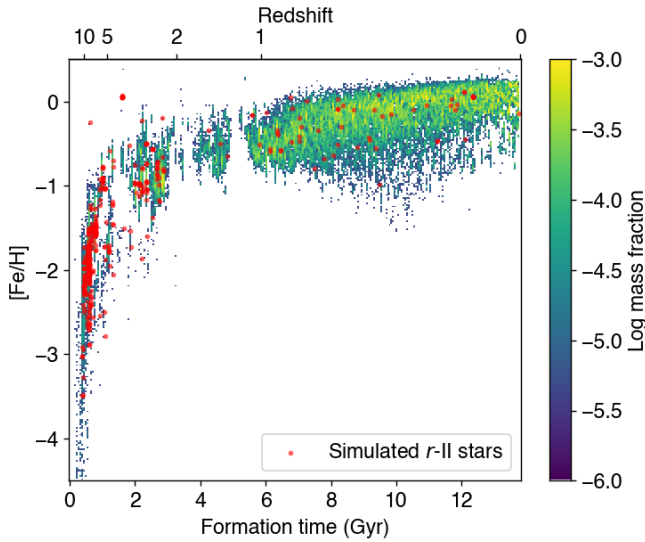 Redshift
10 5 2 1 0
0
−1
−2
−3
−4
[Fe/H]
0 2 4 6 8 10 12
Formation time (Gyr)
Simulated r-II stars
−3.0
−3.5
−4.0
−4.5
−5.0
−5.5
−6.0
Log mass fraction